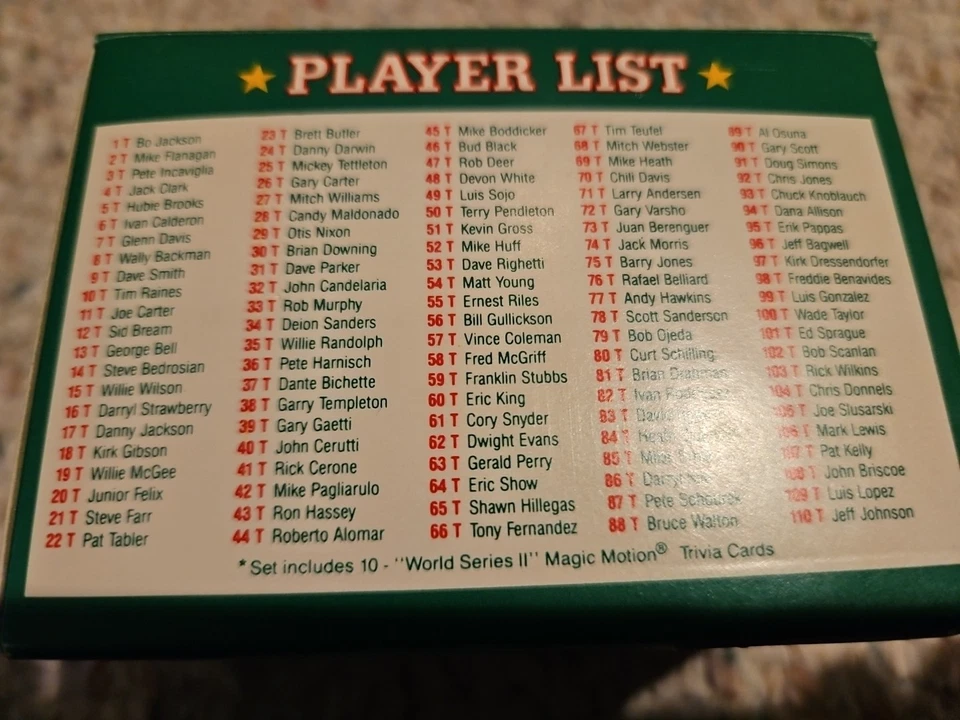 PLAYER LIST
1 T Bo Jackson
2 T Mike Flanagan
3 T Pete Incaviglia
4 T Jack Clark
5 T Hubie Brooks
6 T Ivan Calderon
7 T Glenn Davis
8 T Wally Backman
9 T Dave Smith
10 T Tim Raines
11 T Joe Carter
12 T Sid Bream
13 T George Bell
14 T Steve Bedrosian
15 T Willie Wilson
16 T Darryl Strawberry
17 T Danny Jackson
18 T Kirk Gibson
19 T Willie McGee
20 T Junior Felix
21 T Steve Farr
22 T Pat Tabler
23 T Brett Butler
24 T Danny Darwin
25 T Mickey Tettleton
26 T Gary Carter
27 T Mitch Williams
28 T Candy Maldonado
29 T Otis Nixon
30 T Brian Downing
31 T Dave Parker
32 T John Candelaria
33 T Rob Murphy
34 T Deion Sanders
35 T Willie Randolph
36 T Pete Harnisch
37 T Dante Bichette
38 T Garry Templeton
39 T Gary Gaetti
40 T John Cerutti
41 T Rick Cerone
42 T Mike Pagliarulo
43 T Ron Hassey
44 T Roberto Alomar
45 T Mike Boddicker
46 T Bud Black
47 T Rob Deer
48 T Devon White
49 T Luis Sojo
50 T Terry Pendleton
51 T Kevin Gross
52 T Mike Huff
53 T Dave Righetti
54 T Matt Young
55 T Ernest Riles
56 T Bill Gullickson
57 T Vince Coleman
58 T Fred McGriff
59 T Franklin Stubbs
60 T Eric King
61 T Cory Snyder
62 T Dwight Evans
63 T Gerald Perry
64 T Eric Show
65 T Shawn Hillegas
66 T Tony Fernandez
67 T Tim Teufel
68 T Mitch Webster
69 T Mike Heath
70 T Chili Davis
71 T Larry Andersen
72 T Gary Varsho
73 T Juan Berenguer
74 T Jack Morris
75 T Barry Jones
76 T Rafael Belliard
77 T Andy Hawkins
78 T Scott Sanderson
79 T Bob Ojeda
80 T Curt Schilling
81 T Brian
82 T Ivan
83 T
84 T
85 T
86 T
87 T Pete Schourek
88 T Bruce Walton
89 T Al Osuna
90 T Gary Scott
91 T Doug Simons
92 T Chris Jones
93 T Chuck Knoblauch
94 T Dana Allison
95 T Erik Pappas
96 T Jeff Bagwell
97 T Kirk Dressendorfer
98 T Freddie Benavides
99 T Luis Gonzalez
100 T Wade Taylor
101 T Ed Sprague
102 T Bob Scanlan
103 T Rick Wilkins
104 T Chris Donnels
105 T Joe Slusarski
106 T Mark Lewis
107 T Pat Kelly
108 T John Briscoe
109 T Luis Lopez
110 T Jeff Johnson
*Set includes 10 - "World Series II" Magic Motion® Trivia Cards